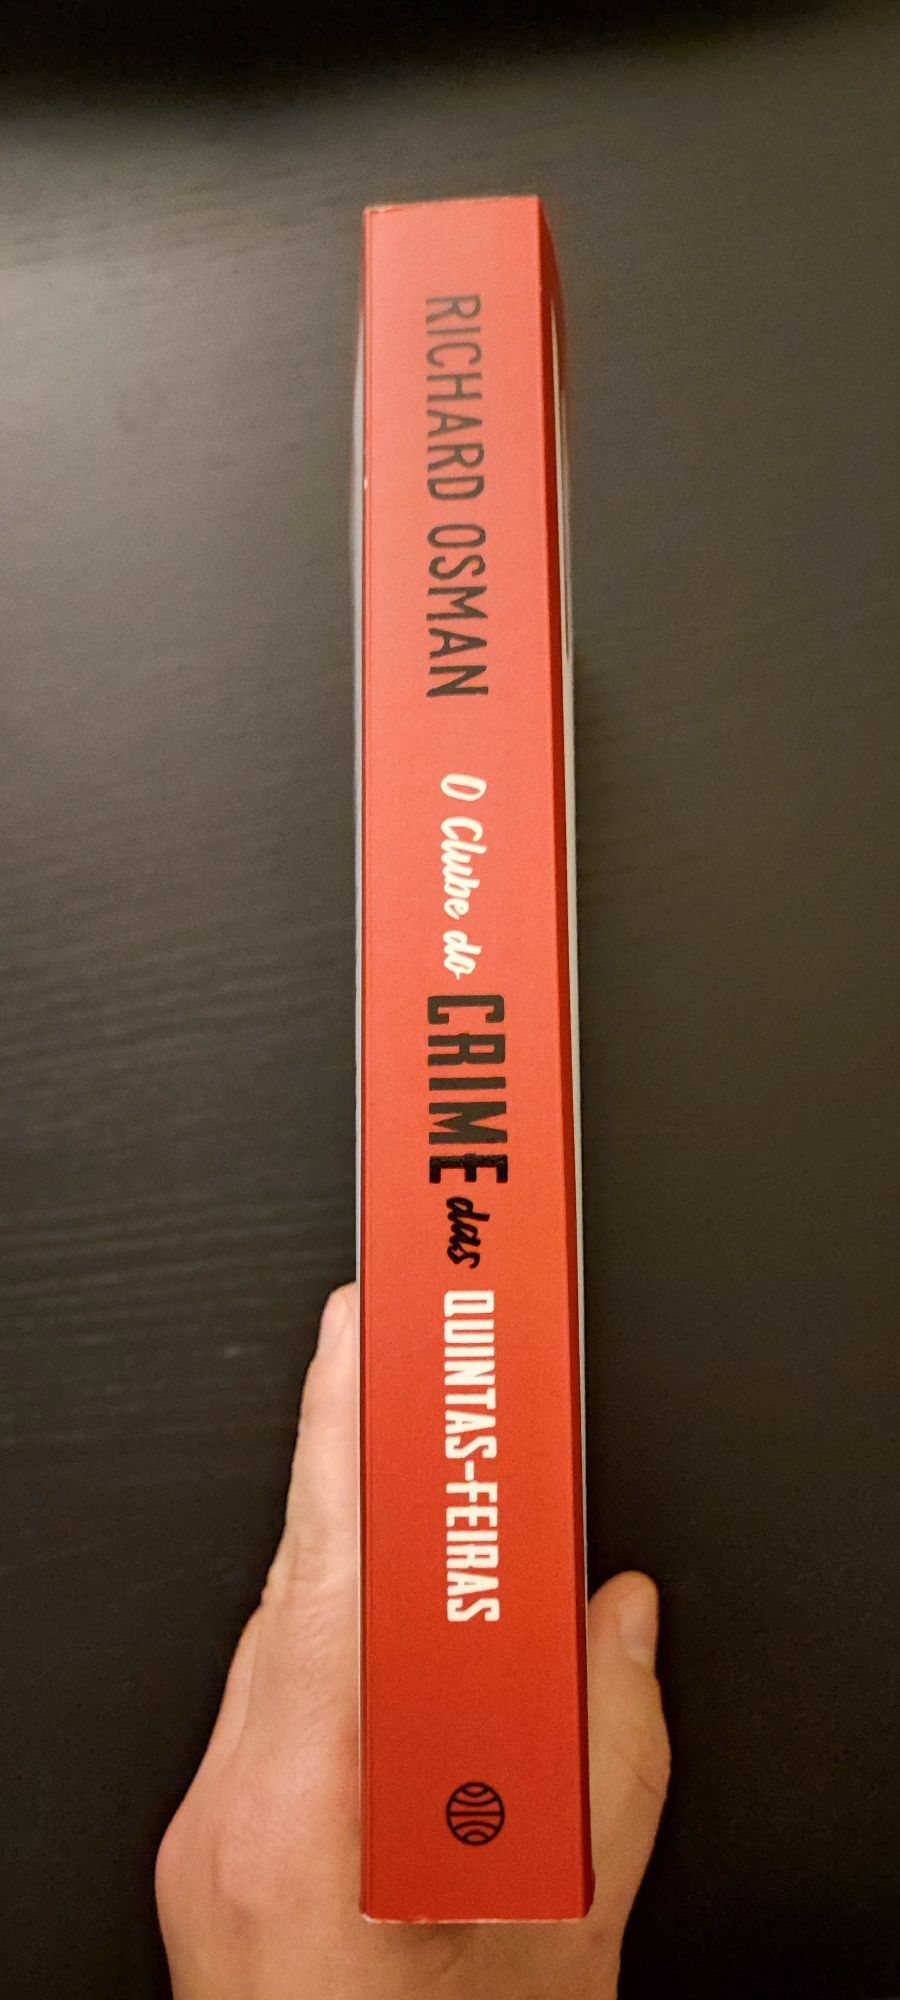 RICHARD OSMAN
O Clube do CRIME das QUINTAS-FEIRAS